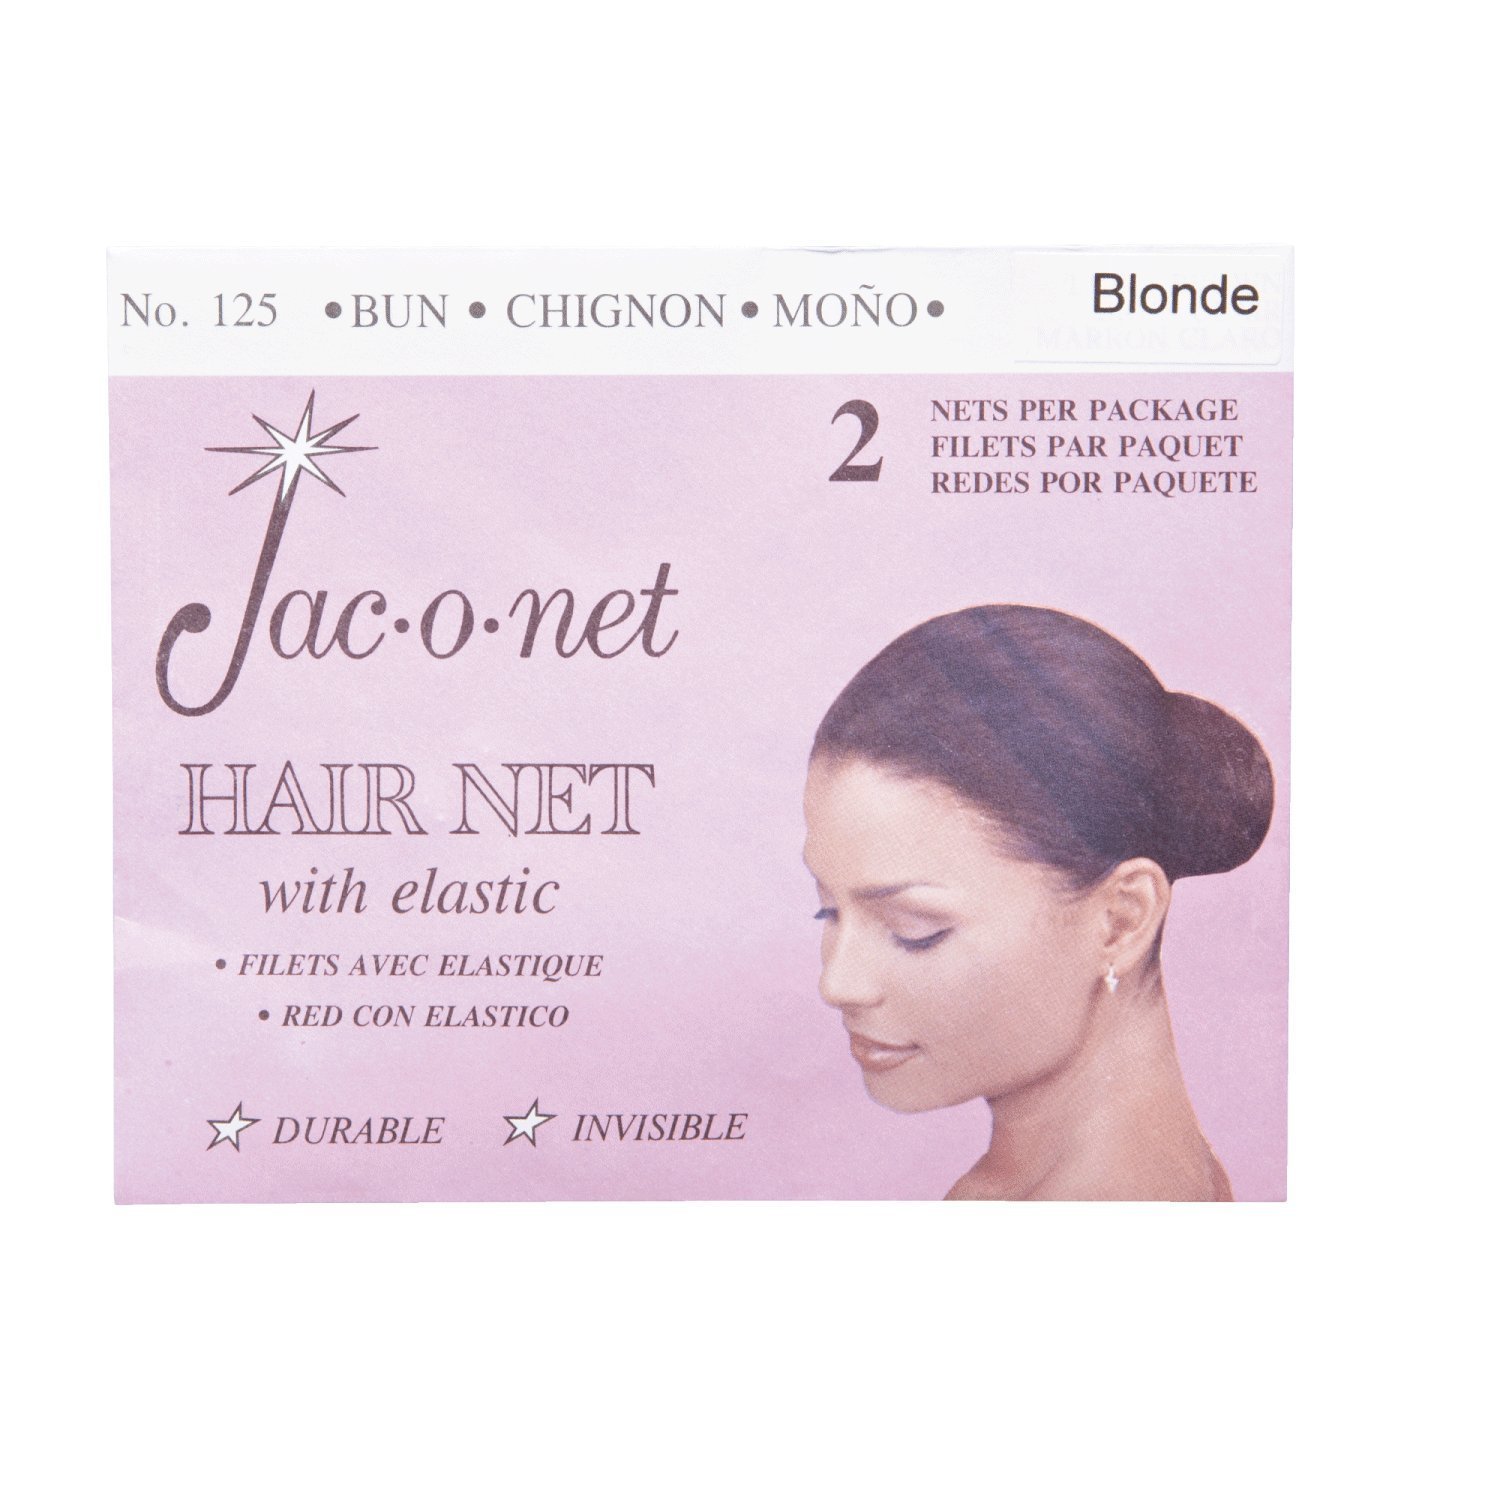 No. 125 •BUN • CHIGNON • MOÑO•
Blonde
2
NETS PER PACKAGE
FILETS PAR PAQUET
REDES POR PAQUETE
Jac•o•net
HAIR NET
with elastic
• FILETS AVEC ELASTIQUE
• RED CON ELASTICO
DURABLE INVISIBLE